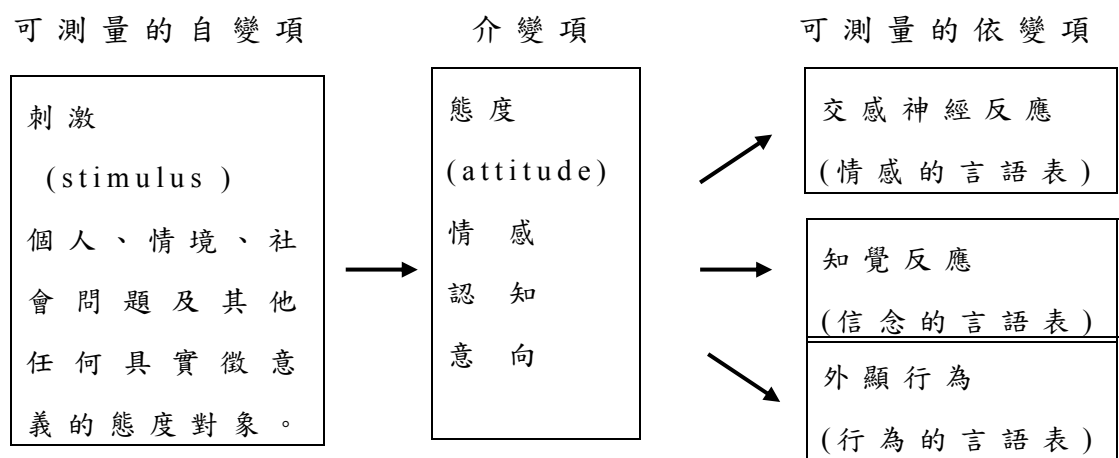 可測量的自變項
介變項
可測量的依變項
刺激
(stimulus )
個人、情境、社
會問題及其他
任何具實徵意
義的態度對象。
態度
(attitude)
情 感
認 知
意 向
交感神經反應
(情感的言語表)
知覺反應
(信念的言語表)
外顯行為
(行為的言語表)